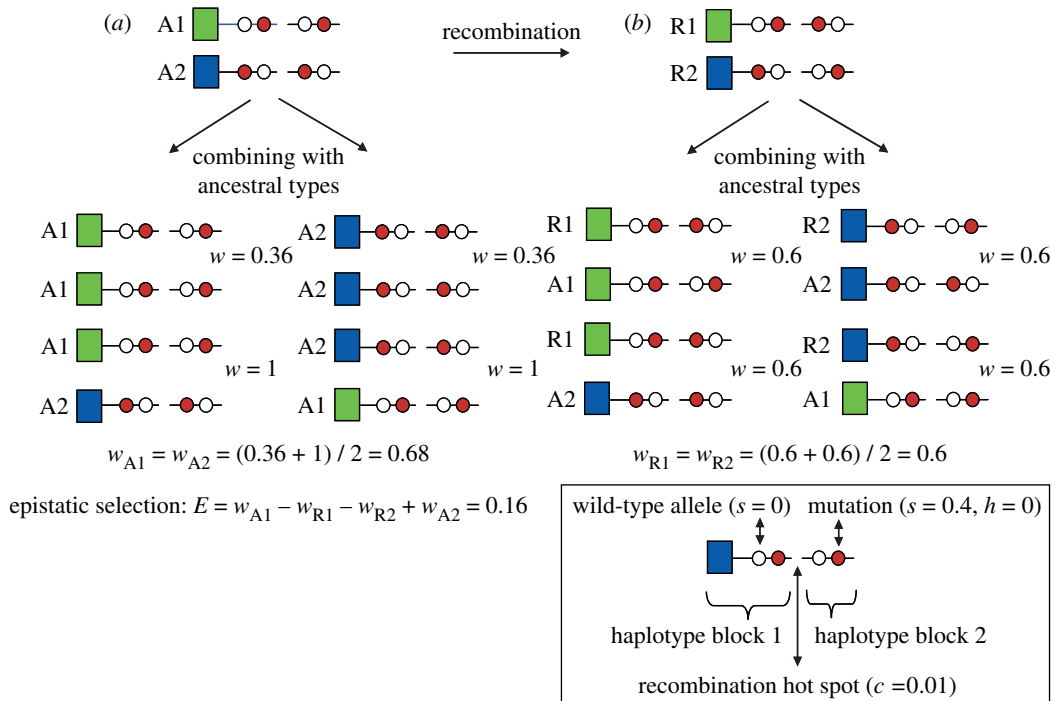 (a)
A1
A2
recombination
(b)
R1
R2
combining with
ancestral types
combining with
ancestral types
A1
w = 0.36
A1
A1
w = 1
A2
A2
w = 0.36
A2
A2
w = 1
A1
R1
w = 0.6
A1
R1
w = 0.6
A2
R2
w = 0.6
A2
R2
w = 0.6
A1
w_A1 = w_A2 = (0.36 + 1) / 2 = 0.68
w_R1 = w_R2 = (0.6 + 0.6) / 2 = 0.6
epistatic selection: E = w_A1 – w_R1 – w_R2 + w_A2 = 0.16
wild-type allele (s = 0)
mutation (s = 0.4, h = 0)
haplotype block 1
haplotype block 2
recombination hot spot (c =0.01)